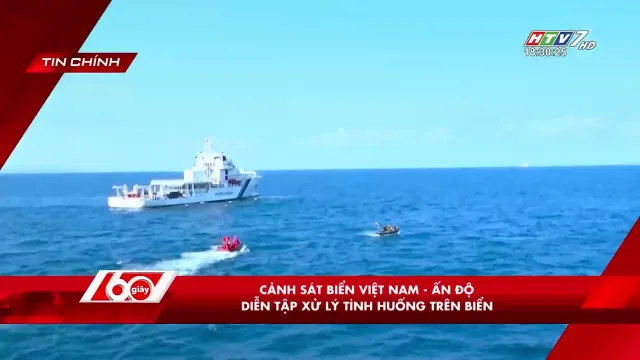 TIN CHÍNH
HTV7 HD
18:30:25
60 giây
CẢNH SÁT BIỂN VIỆT NAM - ẤN ĐỘ
DIỄN TẬP XỬ LÝ TÌNH HUỐNG TRÊN BIỂN